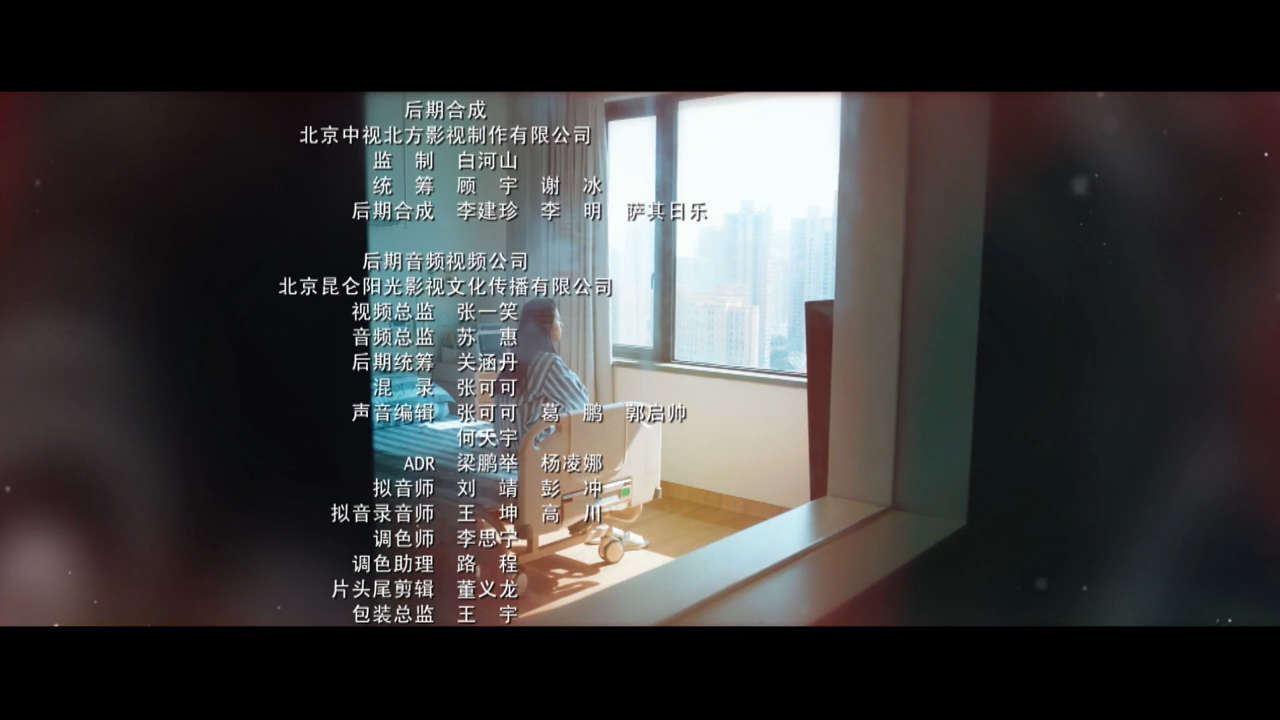 后期合成
北京中视北方影视制作有限公司
监　制　白河山
统　筹　顾　宇　谢　冰
后期合成　李建珍　李　明　萨其日乐
后期音频视频公司
北京昆仑阳光影视文化传播有限公司
视频总监　张一笑
音频总监　苏　惠
后期统筹　关涵丹
混　录　张可可
声音编辑　张可可　葛　鹏　郭启帅
何天宇
ADR　梁鹏举　杨凌娜
拟音师　刘　靖　彭　冲
拟音录音师　王　坤　高　川
调色师　李思宁
调色助理　路　程
片头尾剪辑　董义龙
包装总监　王　宇